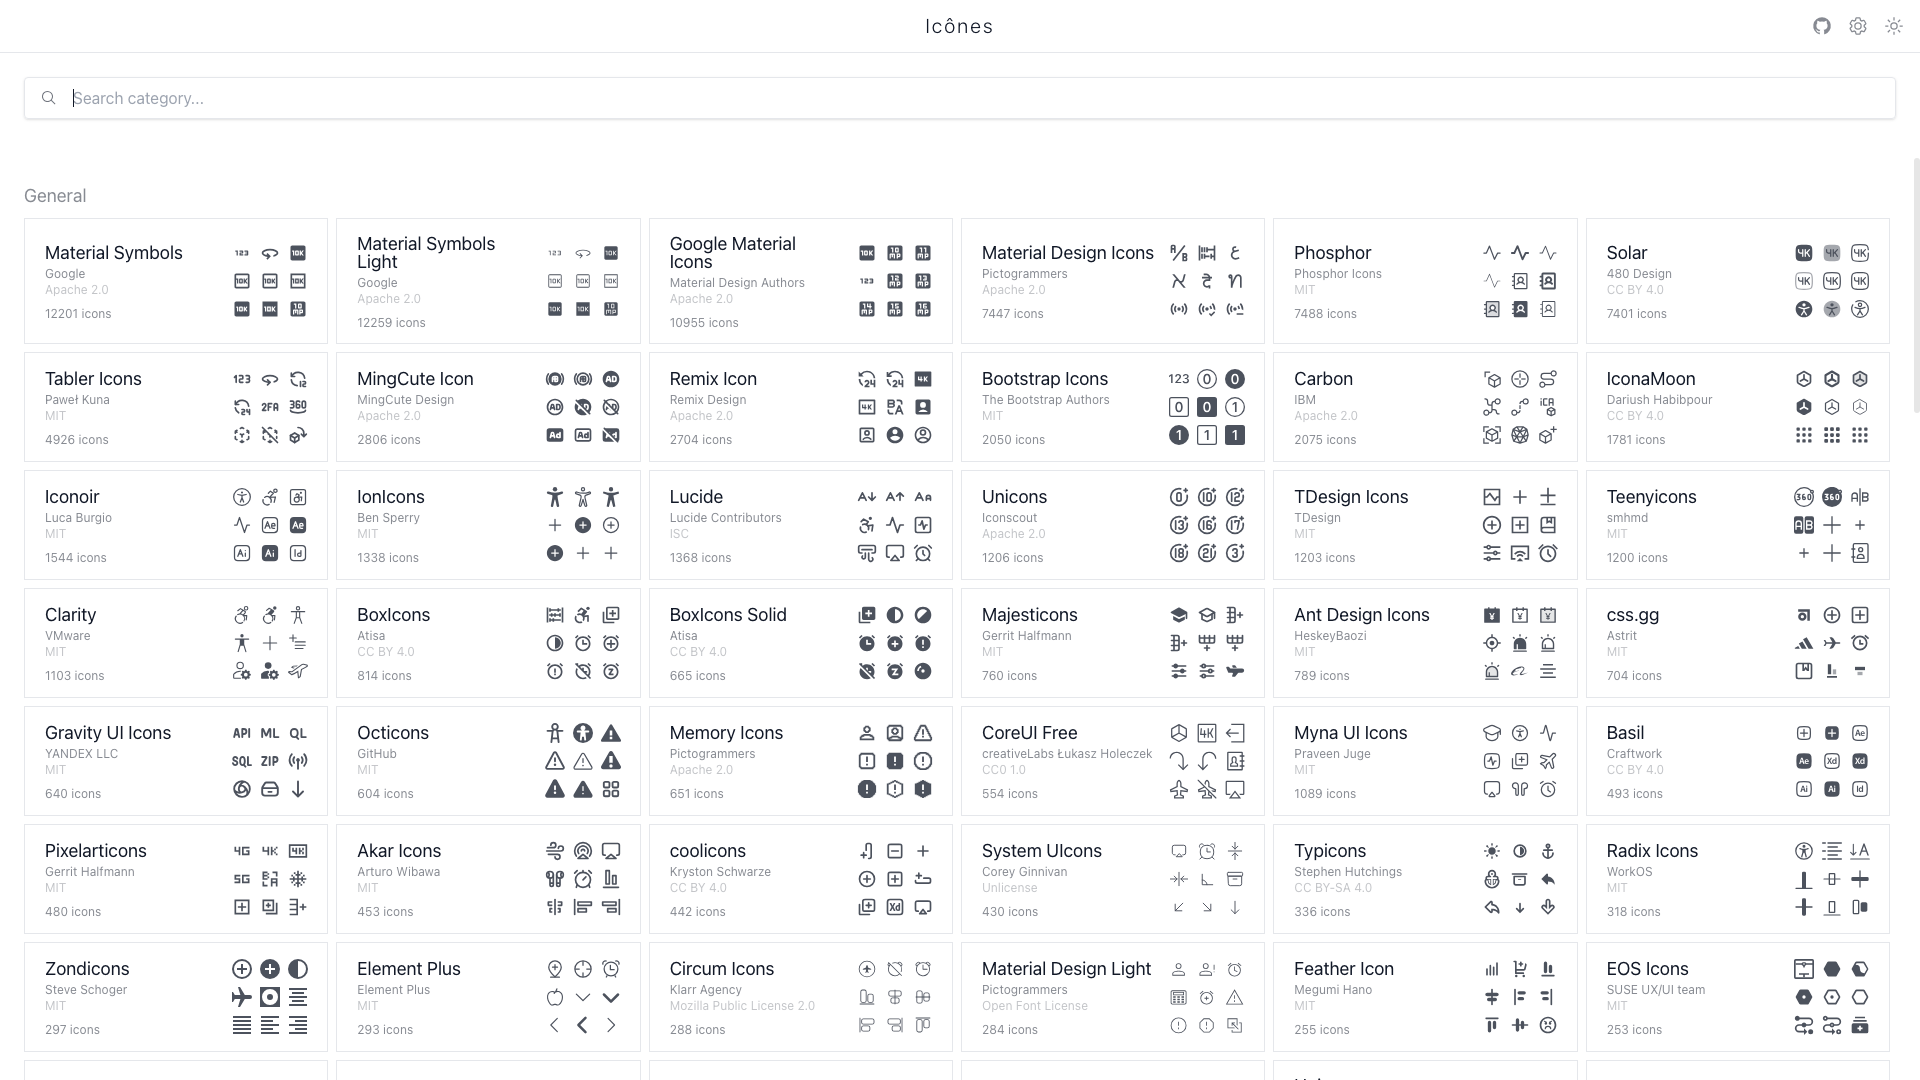 Icônes
Search category...
General
Material Symbols
Google
Apache 2.0
12201 icons
Material Symbols
Light
Google
Apache 2.0
12259 icons
Google Material
Icons
Material Design Authors
Apache 2.0
10955 icons
Material Design Icons
Pictogrammers
Apache 2.0
7447 icons
Phosphor
Phosphor Icons
MIT
7488 icons
Solar
480 Design
CC BY 4.0
7401 icons
Tabler Icons
Paweł Kuna
MIT
4926 icons
MingCute Icon
MingCute Design
Apache 2.0
2806 icons
Remix Icon
Remix Design
Apache 2.0
2704 icons
Bootstrap Icons
The Bootstrap Authors
MIT
2050 icons
Carbon
IBM
Apache 2.0
2075 icons
IconaMoon
Dariush Habibpour
CC BY 4.0
1781 icons
Iconoir
Luca Burgio
MIT
1544 icons
IonIcons
Ben Sperry
MIT
1338 icons
Lucide
Lucide Contributors
ISC
1368 icons
Unicons
Iconscout
Apache 2.0
1206 icons
TDesign Icons
TDesign
MIT
1203 icons
Teenyicons
smhmd
MIT
1200 icons
Clarity
VMware
MIT
1103 icons
BoxIcons
Atisa
CC BY 4.0
814 icons
BoxIcons Solid
Atisa
CC BY 4.0
665 icons
Majesticons
Gerrit Halfmann
MIT
760 icons
Ant Design Icons
HeskeyBaozi
MIT
789 icons
css.gg
Astrit
MIT
704 icons
Gravity UI Icons
YANDEX LLC
MIT
640 icons
API ML QL
SQL ZIP
Octicons
GitHub
MIT
604 icons
Memory Icons
Pictogrammers
Apache 2.0
651 icons
CoreUI Free
creativeLabs Łukasz Holeczek
CC0 1.0
554 icons
Myna UI Icons
Praveen Juge
MIT
1089 icons
Basil
Craftwork
CC BY 4.0
493 icons
Pixelarticons
Gerrit Halfmann
MIT
480 icons
Akar Icons
Arturo Wibawa
MIT
453 icons
coolicons
Kryston Schwarze
CC BY 4.0
442 icons
System UIcons
Corey Ginnivan
Unlicense
430 icons
Typicons
Stephen Hutchings
CC BY-SA 4.0
336 icons
Radix Icons
WorkOS
MIT
318 icons
Zondicons
Steve Schoger
MIT
297 icons
Element Plus
Element Plus
MIT
293 icons
Circum Icons
Klarr Agency
Mozilla Public License 2.0
288 icons
Material Design Light
Pictogrammers
Open Font License
284 icons
Feather Icon
Megumi Hano
MIT
255 icons
EOS Icons
SUSE UX/UI team
MIT
253 icons